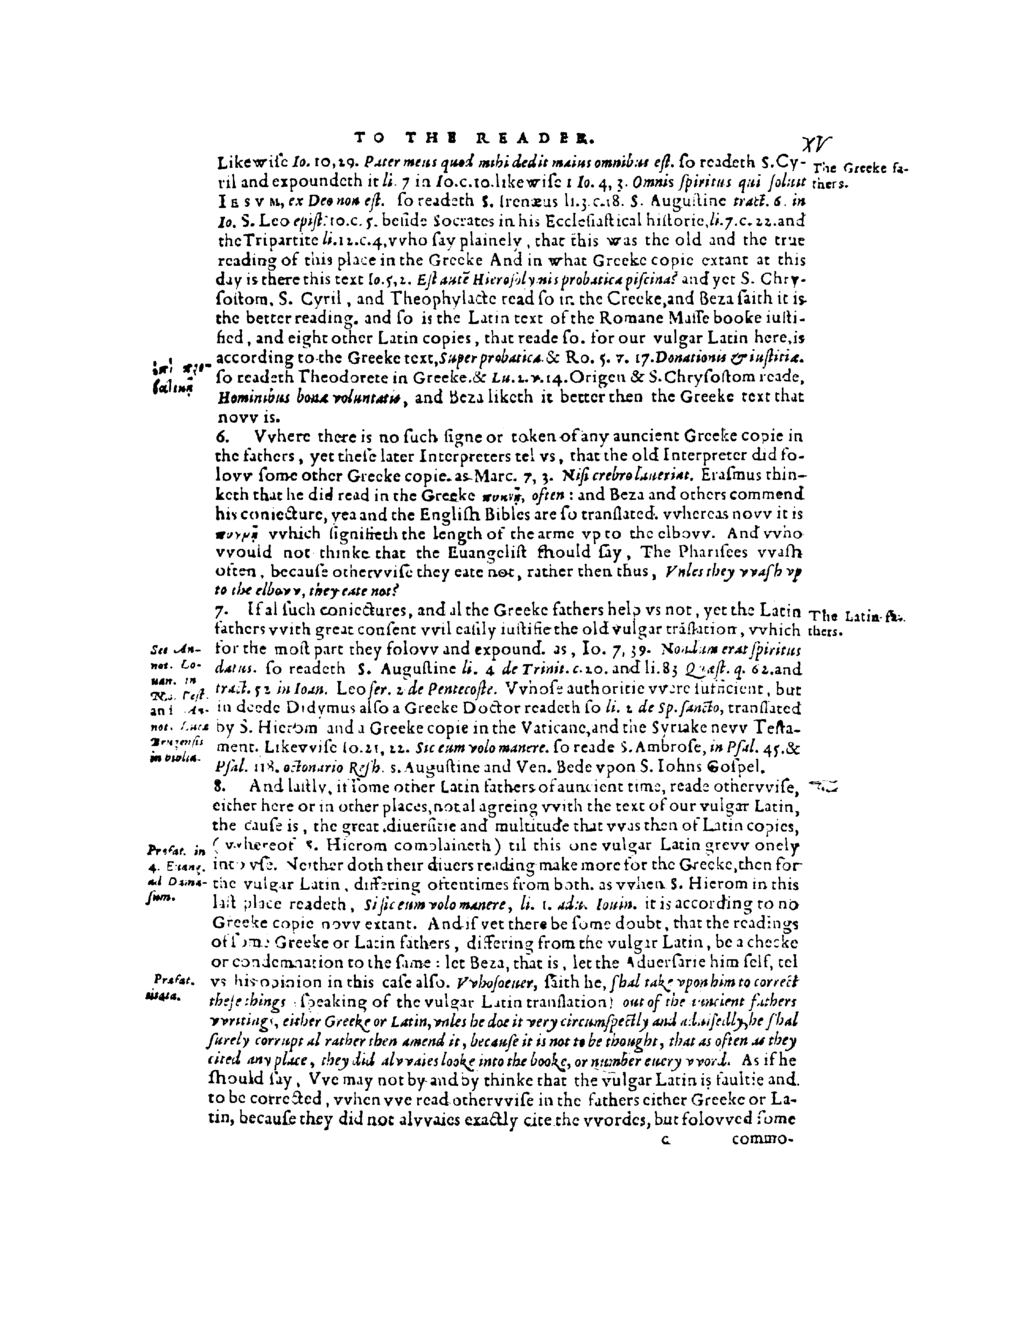 TO THE READER.
XV
Likewiſe Io. 10,29. Pater meus quod mihi dedit maius omnibus eſt. ſo readeth S.Cy-
The Greeke fa-
ril and expoundeth it li. 7 in Io.c.10.likewiſe 1 Io. 4, 3. Omnis ſpiritus qui ſoluit
thers.
IESVM, ex Deo non eſt. ſo readeth S. Irenæus li.3.c.18. S. Auguſtine tract. 6. in
Io. S. Leo epiſt. 10.c. 5. beſide Socrates in his Eccleſiaſtical hiſtorie, li.7.c.22.and
the Tripartite li.12.c.4,vvho ſay plainely, that this was the old and the true
reading of this place in the Greeke And in what Greeke copie extant at this
day is there this text Io.5,2. Eſt autē Hieroſolymis probatica piſcina? and yet S. Chry-
ſoſtom, S. Cyril, and Theophylacte read ſo in the Greeke,and Beza ſaith it is
the better reading. and ſo is the Latin text of the Romane Maſſe booke iuſti-
fied, and eight other Latin copies, that reade ſo. for our vulgar Latin here,is
according to the Greeke text, Super probatica. & Ro. 5. v. 17. Donationis & iuſtitiæ.
ἐπὶ προ-
ſo readeth Theodorete in Greeke.& Lu.2.v.14.Origen & S.Chryſoſtom reade,
Hominibus bonæ voluntatis, and Beza liketh it better then the Greeke text that
novv is.
6. Vvhere there is no ſuch ſigne or token of any auncient Greeke copie in
the fathers, yet theſe later Interpreters tel vs, that the old Interpreter did fo-
lovv ſome other Greeke copie. as Marc. 7, 3. Niſi crebro lauerint. Eraſmus thin-
keth that he did read in the Greeke πυκνῇ, often: and Beza and others commend
his coniecture, yea and the Engliſh Bibles are ſo tranſlated. vvhereas novv it is
πυγμῇ vvhich ſignifieth the length of the arme vp to the elbovv. And vvho
vvould not thinke that the Euangeliſt ſhould ſay, The Phariſees vvaſh
often, becauſe othervviſe they eate not, rather then thus, Vnles they vvaſh vp
to the elbovv, they eate not?
7. If al ſuch coniectures, and al the Greeke fathers help vs not, yet the Latin
The Latin fa-
fathers vvith great conſent vvil eaſily iuſtifie the old vulgar trāſlation, vvhich
thers.
See An-
for the moſt part they folovv and expound. as, Io. 7, 39. Nondum erat ſpiritus
not. Lo-
datus. ſo readeth S. Auguſtine li. 4 de Trinit. c.20. and li.83 Quæſt. q. 62.and
uan. in
No. Teſt.
tract. 52 in Ioan. Leo ſer. 2 de Pentecoſte. Vvhoſe authoritie vvere ſufficient, but
and An-
in deede Didymus alſo a Greeke Doctor readeth ſo li. 2 de Sp. ſancto, tranſlated
not. Lucæ
by S. Hierom and a Greeke copie in the Vaticane,and the Syriake nevv Teſta-
Brugenſis
ment. Likevviſe Io.21, 22. Sic eum volo manere. ſo reade S. Ambroſe, in Pſal. 45.&
in biblia.
Pſal. 118. octonario Reſh. S. Auguſtine and Ven. Bede vpon S. Iohns Goſpel.
8. And laſtly, if ſome other Latin fathers of auncient time, reade othervviſe,
either here or in other places,not al agreing vvith the text of our vulgar Latin,
the cauſe is, the great diuerſitie and multitude that vvas then of Latin copies,
Præfat. in
(vvhereof S. Hierom complaineth) til this one vulgar Latin grevv onely
4. Euang.
into vſe. Neither doth their diuers reading make more for the Greeke,then for
ad Dama-
the vulgar Latin, differing oftentimes from both. as vvhen S. Hierom in this
ſum.
laſt place readeth, Si ſic eum volo manere, li. 1. adu. Iouin. it is according to no
Greeke copie novv extant. And if yet there be ſome doubt, that the readings
of ſome Greeke or Latin fathers, differing from the vulgar Latin, be a checke
or condemnation to the ſame: let Beza, that is, let the Aduerſarie him ſelf, tel
Præfat.
vs his opinion in this caſe alſo. Vvhoſoeuer, ſaith he, ſhal take vpon him to correct
citata.
theſe things (ſpeaking of the vulgar Latin tranſlation) out of the auncient fathers
vvritings, either Greeke or Latin, vnles he doe it very circumſpectly and aduiſedly, he ſhal
ſurely corrupt al rather then amend it, becauſe it is not to be thought, that as often as they
cited any place, they did alvvaies looke into the booke, or number euery vvord. As if he
ſhould ſay, Vve may not by and by thinke that the vulgar Latin is faultie and
to be corrected, vvhen vve read othervviſe in the fathers either Greeke or La-
tin, becauſe they did not alvvaies exactly cite the vvordes, but folovved ſome
c commo-